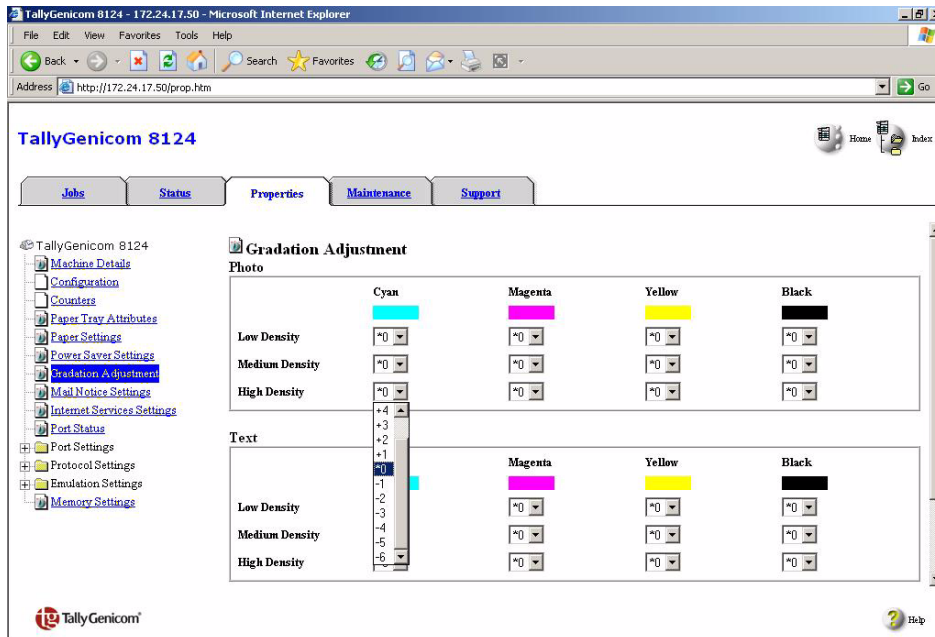 TallyGenicom 8124 - 172.24.17.50 - Microsoft Internet Explorer
File Edit View Favorites Tools Help
Back Search Favorites
Address http://172.24.17.50/prop.htm Go
TallyGenicom 8124
Home Index
Jobs Status Properties Maintenance Support
TallyGenicom 8124
Machine Details
Configuration
Counters
Paper Tray Attributes
Paper Settings
Power Saver Settings
Gradation Adjustment
Mail Notice Settings
Internet Services Settings
Port Status
Port Settings
Protocol Settings
Emulation Settings
Memory Settings
Gradation Adjustment
Photo
Cyan Magenta Yellow Black
Low Density *0 *0 *0 *0
Medium Density *0 *0 *0 *0
High Density *0 *0 *0 *0
+4
+3
+2
+1
*0
-1
-2
-3
-4
-5
-6
Text
Magenta Yellow Black
Low Density *0 *0 *0
Medium Density *0 *0 *0
High Density *0 *0 *0
TallyGenicom
Help